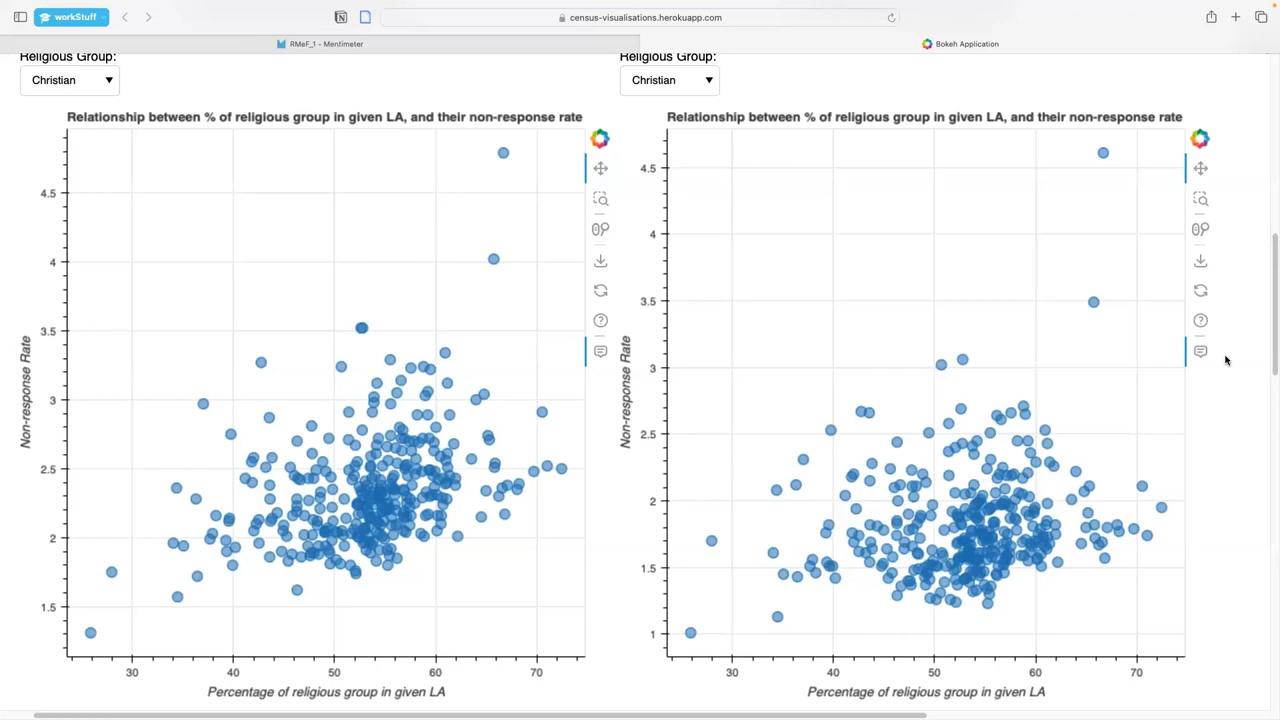 workStuff
census-visualisations.herokuapp.com
RMeF_1 - Mentimeter
Bokeh Application
Religious Group:
Christian
Relationship between % of religious group in given LA, and their non-response rate
4.5
4
3.5
3
2.5
2
1.5
Non-response Rate
30
40
50
60
70
Percentage of religious group in given LA
Religious Group:
Christian
Relationship between % of religious group in given LA, and their non-response rate
4.5
4
3.5
3
2.5
2
1.5
1
Non-response Rate
30
40
50
60
70
Percentage of religious group in given LA